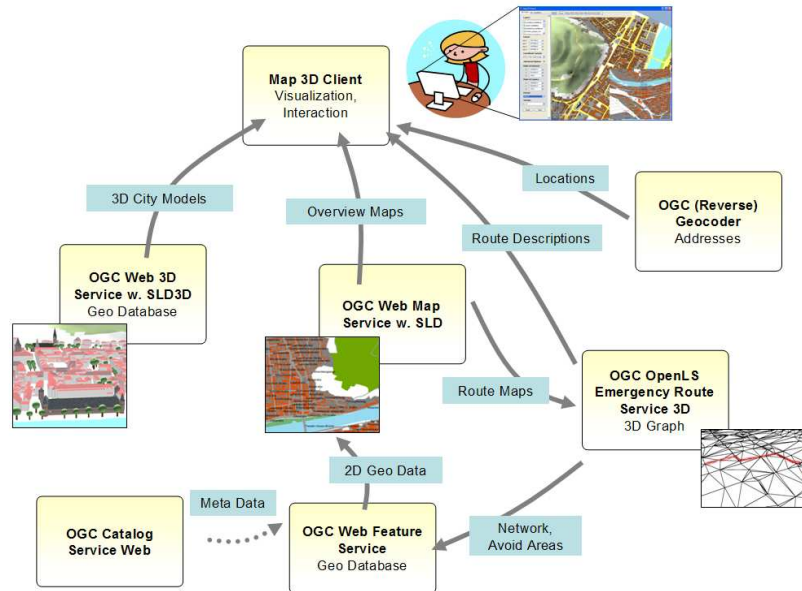 Map 3D Client
Visualization,
Interaction
3D City Models
Overview Maps
Locations
Route Descriptions
OGC (Reverse)
Geocoder
Addresses
OGC Web 3D
Service w. SLD3D
Geo Database
OGC Web Map
Service w. SLD
Route Maps
OGC OpenLS
Emergency Route
Service 3D
3D Graph
2D Geo Data
Meta Data
OGC Catalog
Service Web
OGC Web Feature
Service
Geo Database
Network,
Avoid Areas